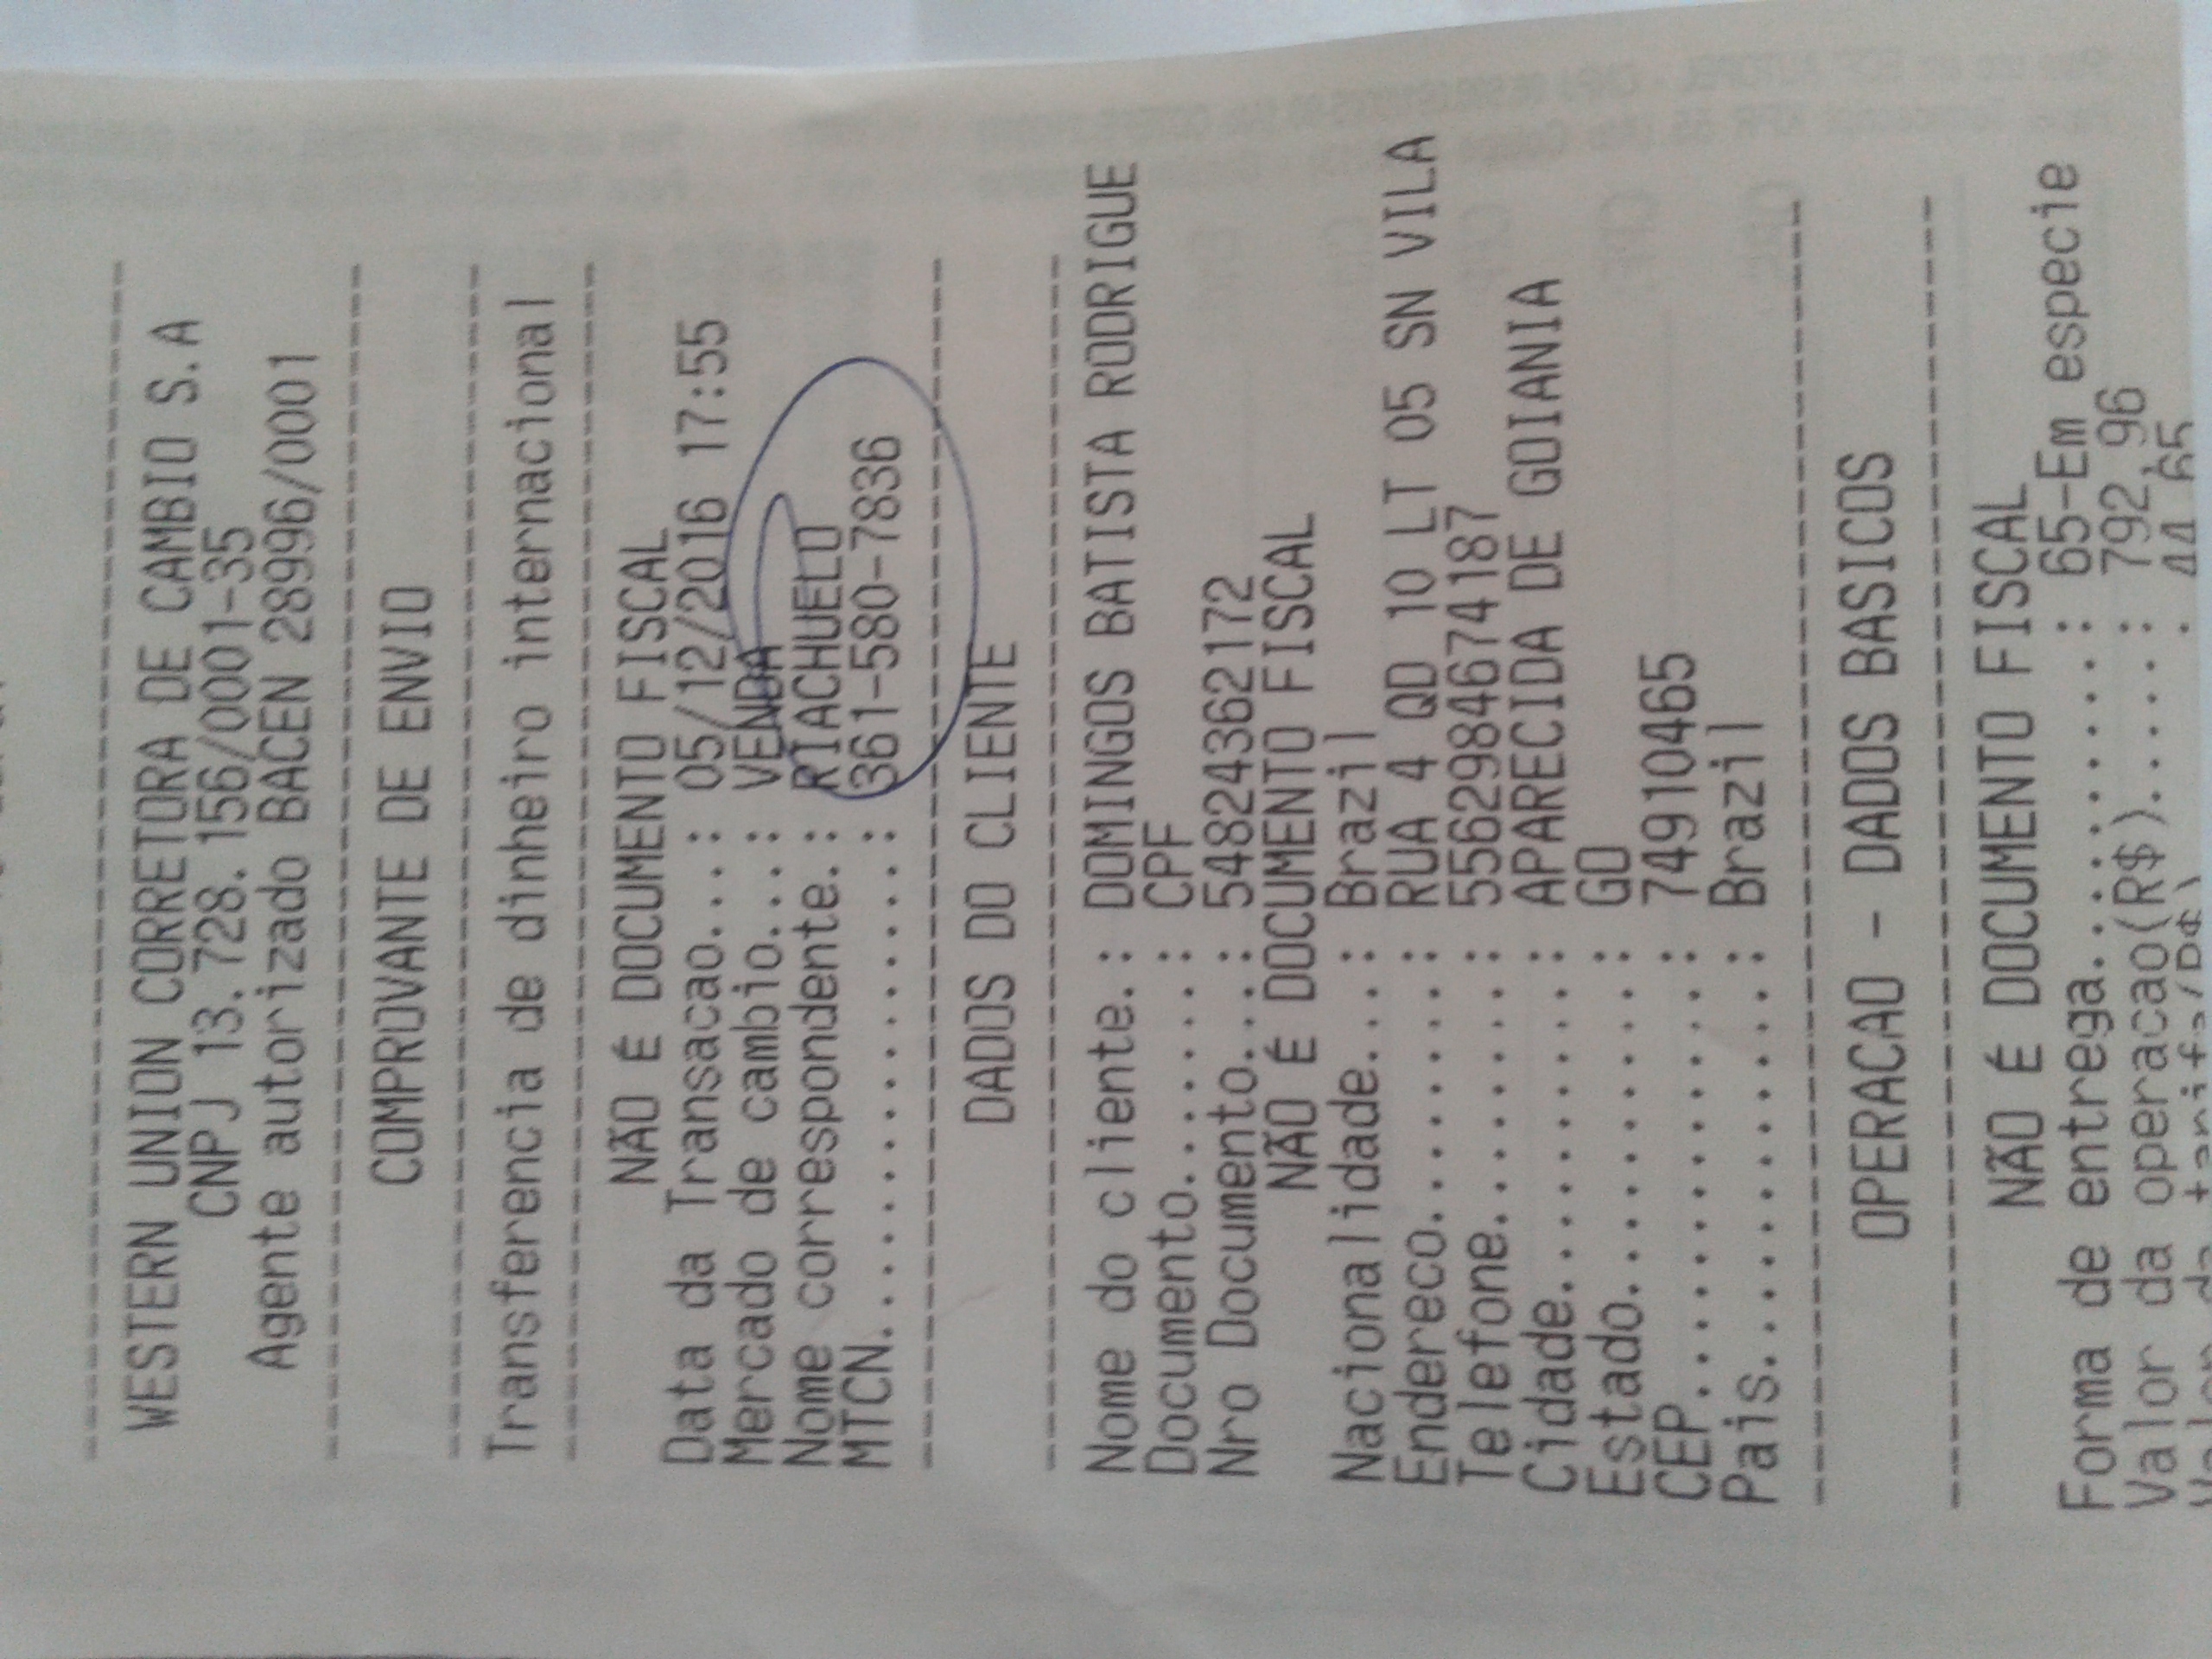 WESTERN UNION CORRETORA DE CAMBIO S.A
CNPJ 13.728.156/0001-35
Agente autorizado BACEN 28996/0001
COMPROVANTE DE ENVIO
Transferencia de dinheiro internacional
NÃO É DOCUMENTO FISCAL
Data da Transacao...: 05/12/2016 17:55
Mercado de cambio...: VENDA
Nome correspondente.: RIACHUELO
MTCN................: 361-580-7836
DADOS DO CLIENTE
Nome do cliente.: DOMINGOS BATISTA RODRIGUE
Documento.......: CPF
Nro Documento...: 54824362172
NÃO É DOCUMENTO FISCAL
Nacionalidade...: Brazil
Endereco........: RUA 4 QD 10 LT 05 SN VILA
Telefone........: 5562984674187
Cidade..........: APARECIDA DE GOIANIA
Estado..........: GO
CEP.............: 74910465
Pais............: Brazil
OPERACAO - DADOS BASICOS
NÃO É DOCUMENTO FISCAL
Forma de entrega........: 65-Em especie
Valor da operacao(R$)....: 792,96
Valor da tarifa(R$) 44,65